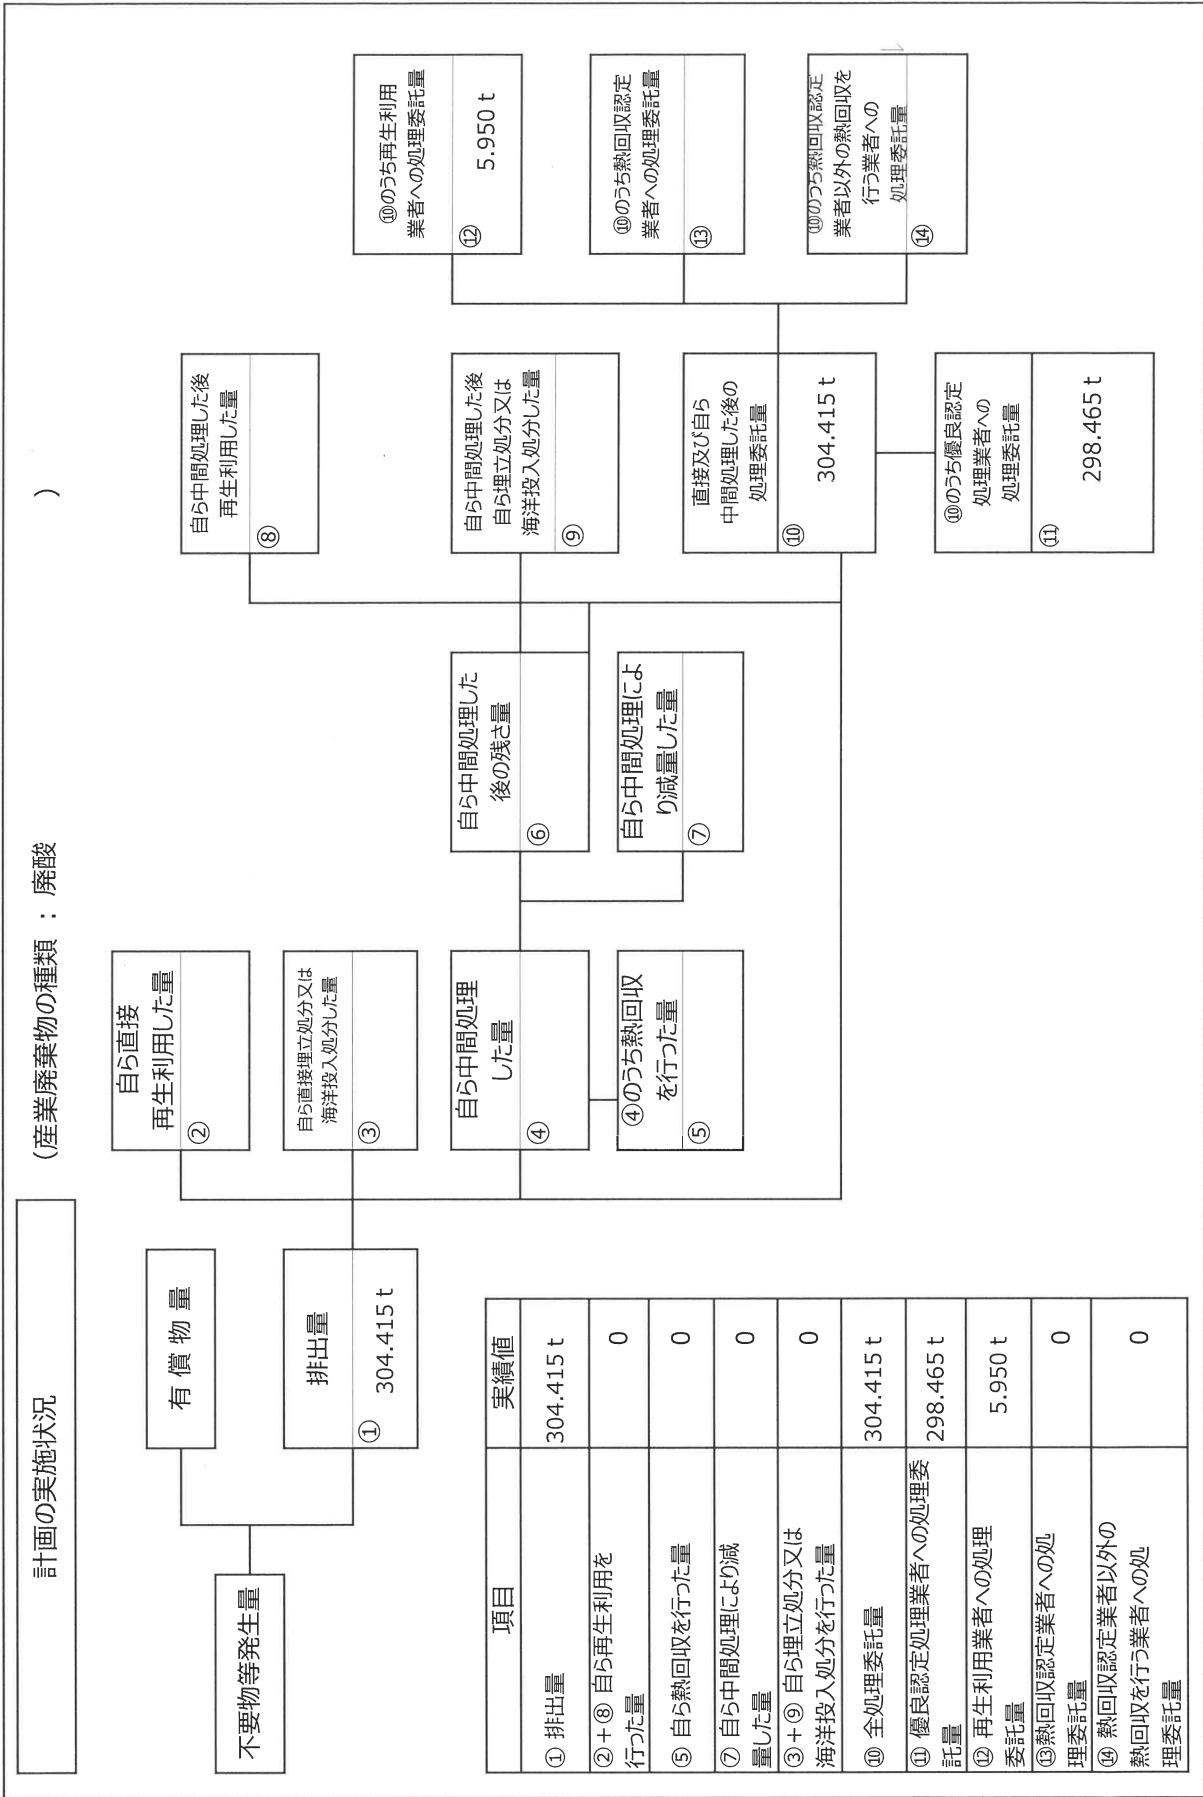 計画の実施状況
(産業廃棄物の種類 : 廃酸 )
不要物等発生量
有 償 物 量
排出量
① 304.415 t
自ら直接
再生利用した量
②
自ら直接埋立処分又は
海洋投入処分した量
③
自ら中間処理
した量
④
④のうち熱回収
を行った量
⑤
自ら中間処理した
後の残さ量
⑥
自ら中間処理によ
り減量した量
⑦
自ら中間処理した後
再生利用した量
⑧
自ら中間処理した後
自ら埋立処分又は
海洋投入処分した量
⑨
直接及び自ら
中間処理した後の
処理委託量
⑩
304.415 t
⑩のうち優良認定
処理業者への
処理委託量
⑪
298.465 t
⑩のうち再生利用
業者への処理委託量
⑫
5.950 t
⑩のうち熱回収認定
業者への処理委託量
⑬
⑩のうち熱回収認定
業者以外の熱回収を
行う業者への
処理委託量
⑭
項目 実績値
① 排出量 304.415 t
②+⑧ 自ら再生利用を
行った量 0
⑤ 自ら熱回収を行った量 0
⑦ 自ら中間処理により減
量した量 0
③+⑨ 自ら埋立処分又は
海洋投入処分を行った量 0
⑩ 全処理委託量 304.415 t
⑪ 優良認定処理業者への処理委
託量 298.465 t
⑫ 再生利用業者への処理
委託量 5.950 t
⑬熱回収認定業者への処
理委託量 0
⑭ 熱回収認定業者以外の
熱回収を行う業者への処
理委託量 0